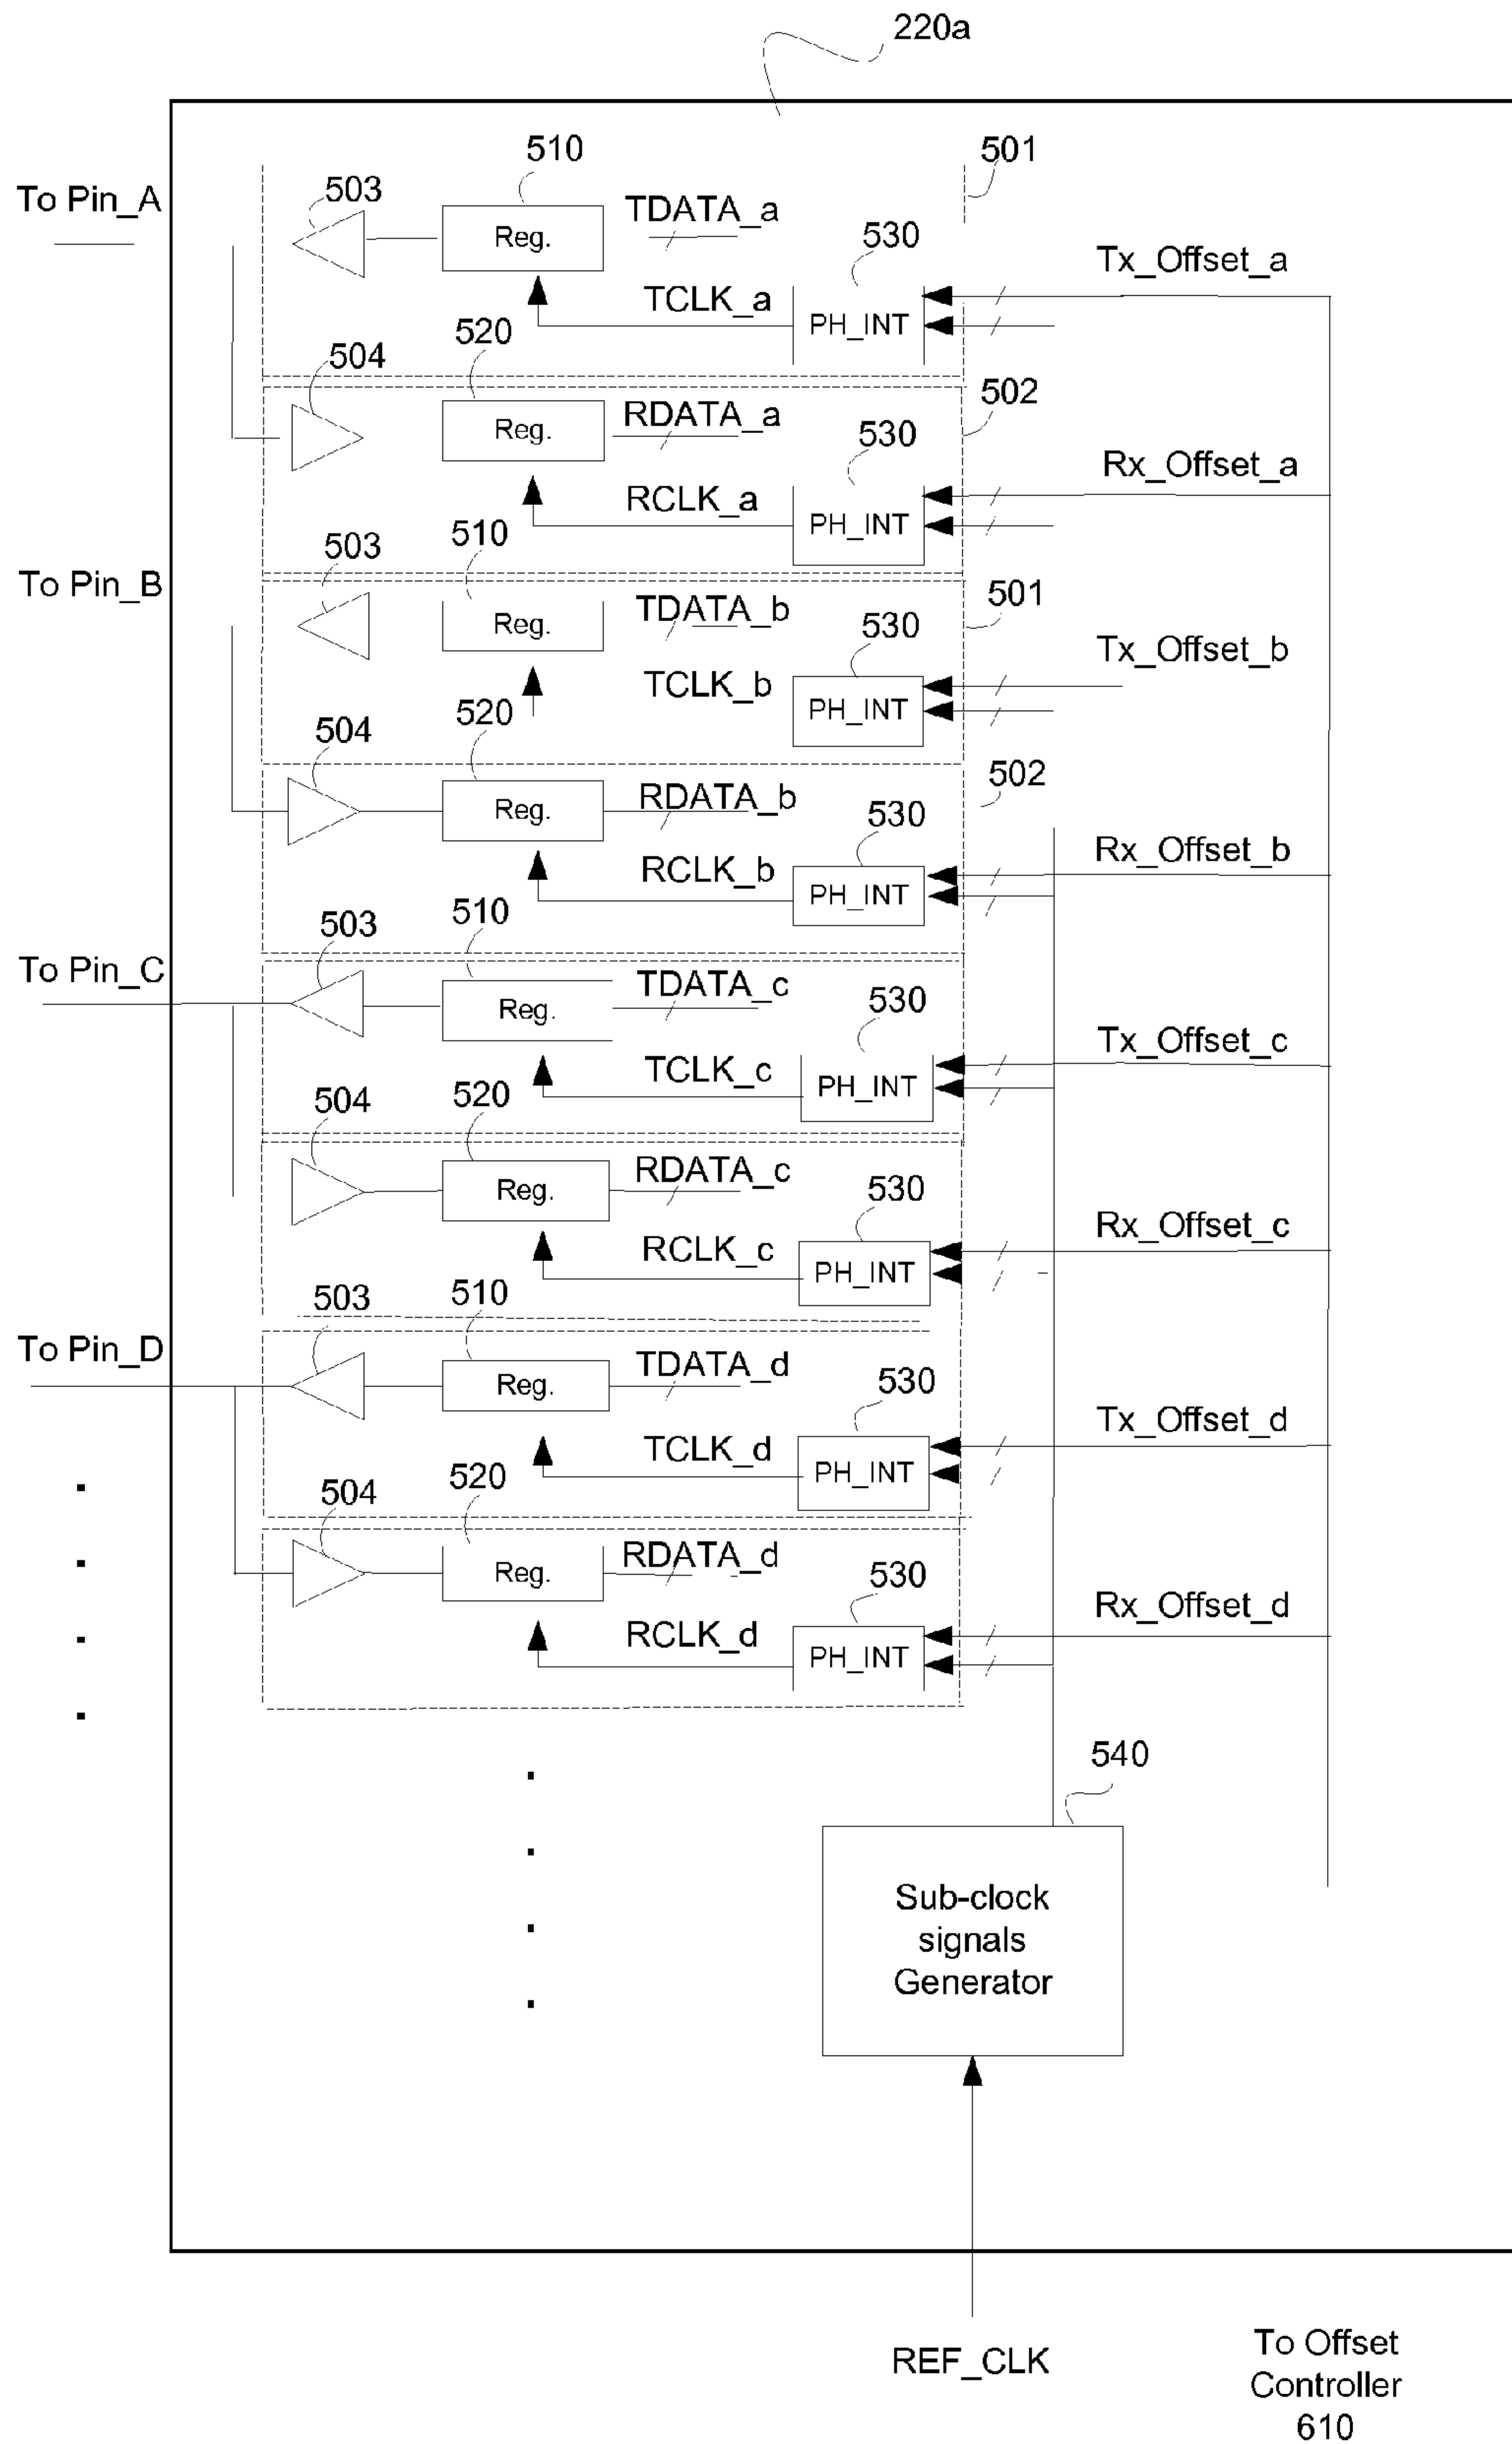 220a
510
501
To Pin_A
503
TDATA_a
530
Reg.
Tx_Offset_a
TCLK_a
PH_INT
520
504
502
RDATA_a
530
Reg.
Rx_Offset_a
RCLK_a
PH_INT
510
503
To Pin_B
501
TDATA_b
530
Reg.
Tx_Offset_b
TCLK_b
PH_INT
520
504
502
RDATA_b
530
Reg.
Rx_Offset_b
RCLK_b
PH_INT
510
503
To Pin_C
TDATA_c
530
Reg.
Tx_Offset_c
TCLK_c
PH_INT
520
504
RDATA_c
530
Reg.
Rx_Offset_c
RCLK_c
PH_INT
510
503
To Pin_D
TDATA_d
530
Reg.
Tx_Offset_d
TCLK_d
PH_INT
520
504
RDATA_d
530
Reg.
Rx_Offset_d
RCLK_d
PH_INT
540
Sub-clock
signals
Generator
REF_CLK
To Offset
Controller
610